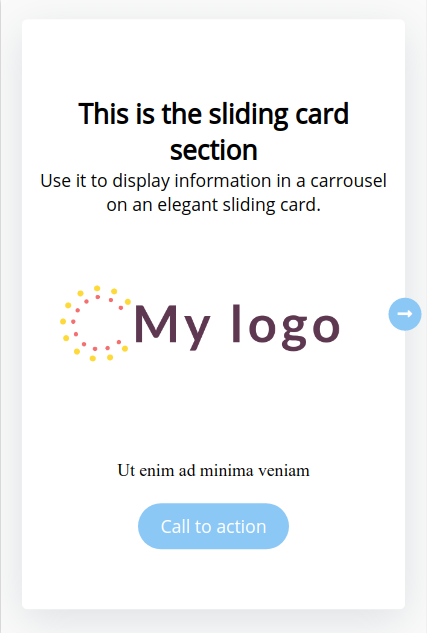 This is the sliding card
section
Use it to display information in a carrousel
on an elegant sliding card.
My logo
Ut enim ad minima veniam
Call to action